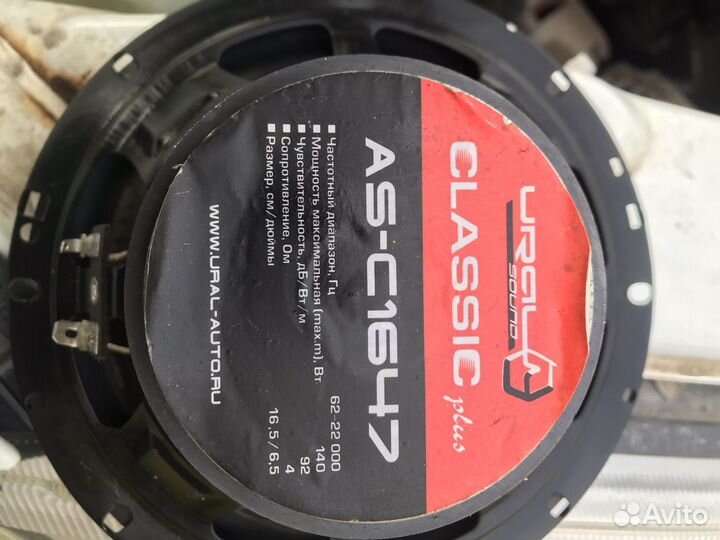 URAL
SOUND
CLASSIC plus
AS-C1647
Частотный диапазон, Гц 62-22 000
Мощность максимальная (max.m), Вт 140
Чувствительность, дБ/Вт/м 92
Сопротивление, Ом 4
Размер, см/дюймы 16,5/6,5
WWW.URAL-AUTO.RU
Avito